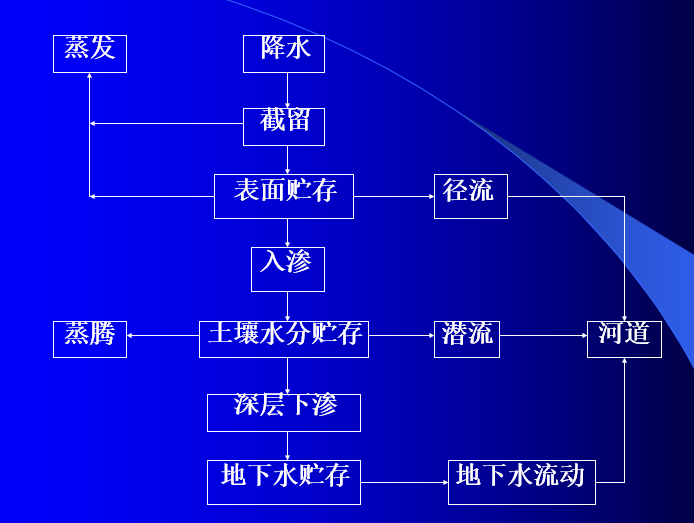 蒸发
降水
截留
表面贮存
径流
入渗
蒸腾
土壤水分贮存
潜流
河道
深层下渗
地下水贮存
地下水流动